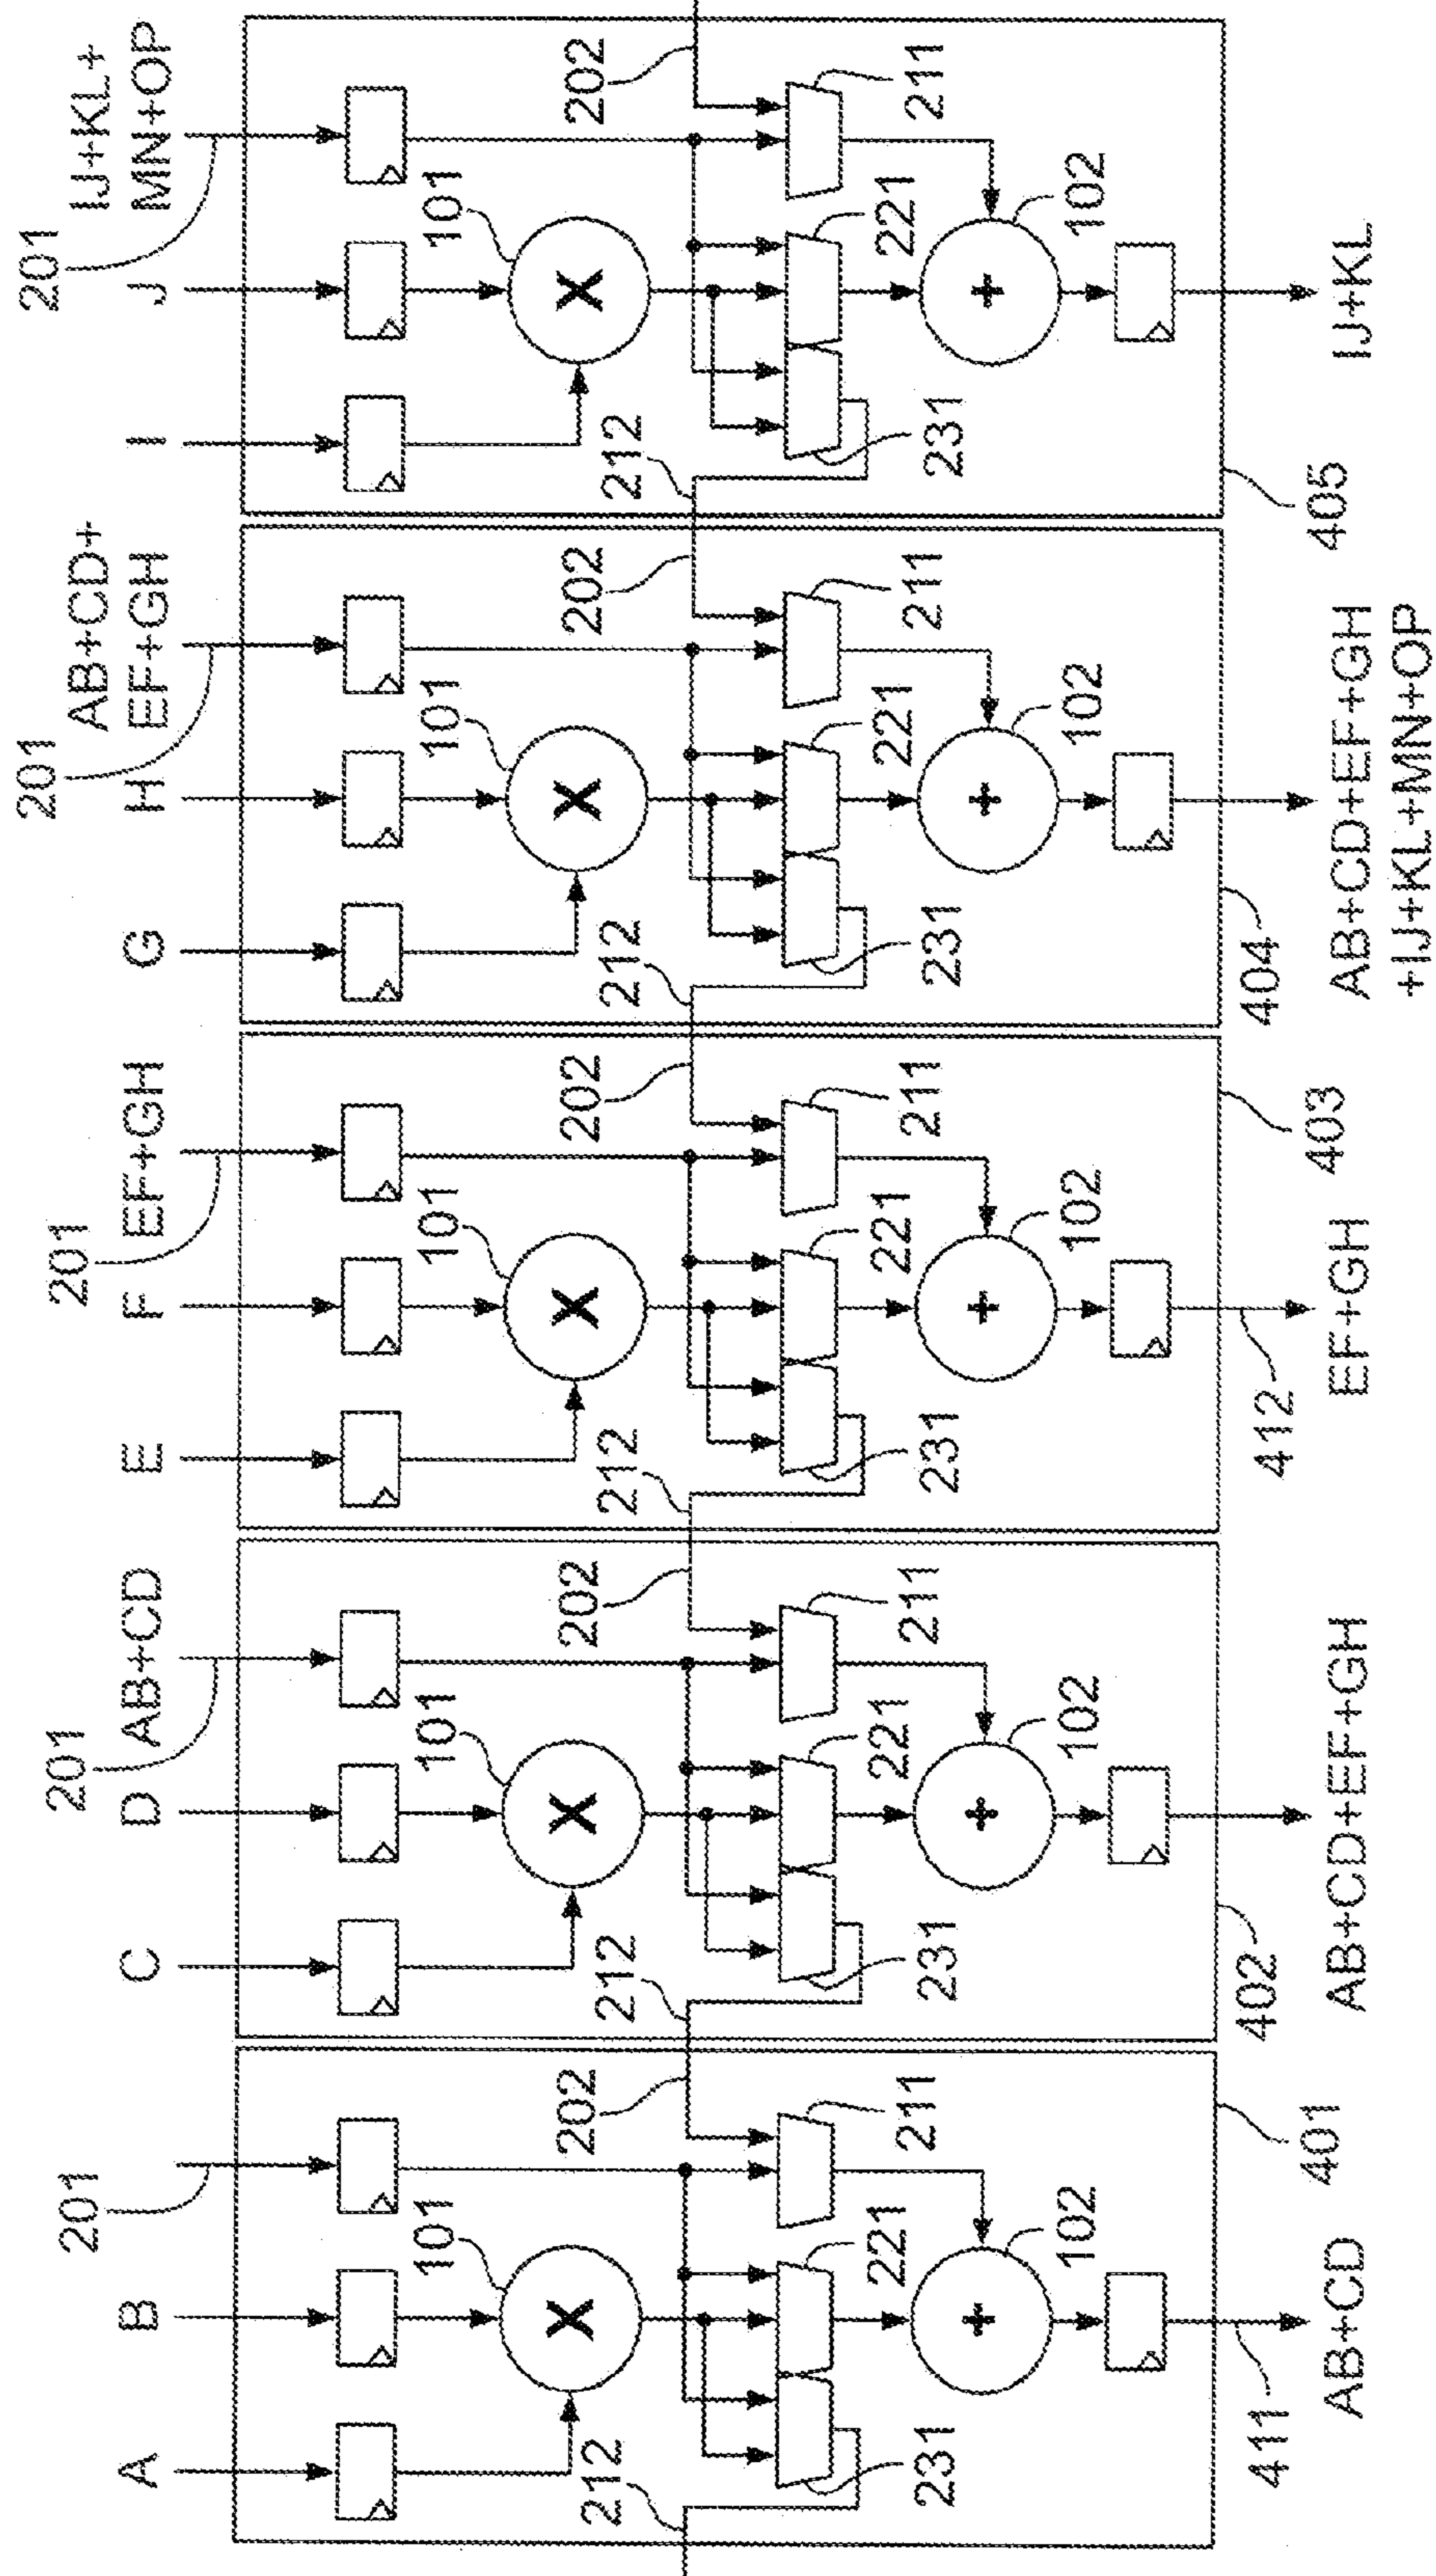 201
201
201
201
201
A
B
C
D
AB+CD
E
F
EF+GH
G
H
AB+CD+
EF+GH
I
J
IJ+KL+
MN+OP
101
101
101
101
101
X
X
X
X
X
212
202
212
202
212
202
212
202
212
202
231
221
211
231
221
211
231
221
211
231
221
211
231
221
211
+
102
+
102
+
102
+
102
+
102
411
401
402
412
403
404
405
AB+CD
AB+CD+EF+GH
EF+GH
AB+CD+EF+GH
+IJ+KL+MN+OP
IJ+KL